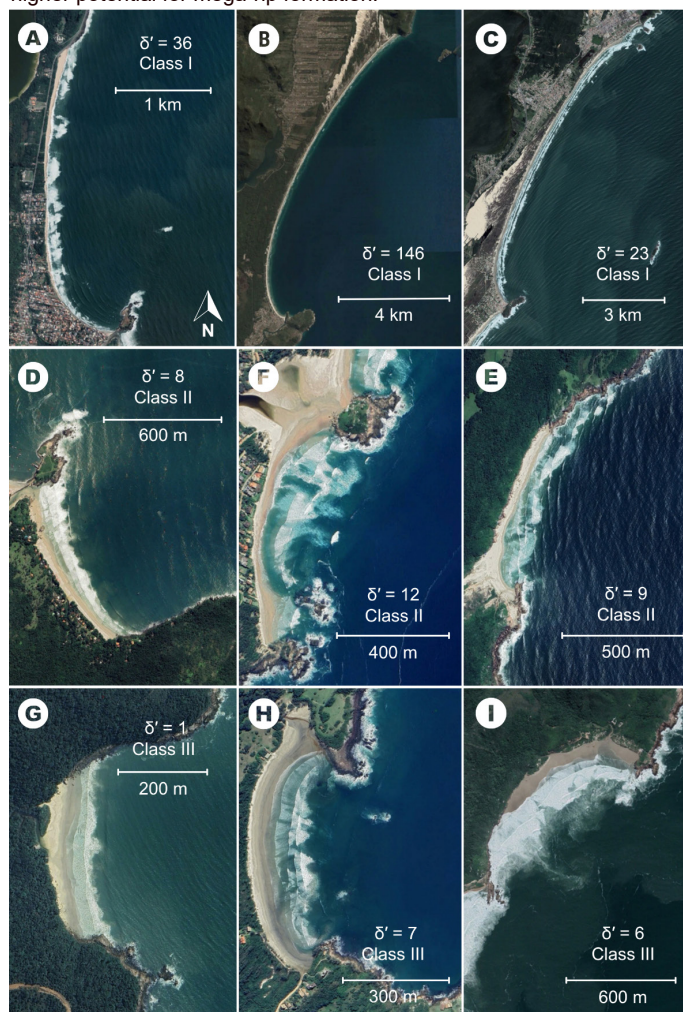 higher potential for mega-rip formation.
A
δ′ = 36
Class I
1 km
N
B
δ′ = 146
Class I
4 km
C
δ′ = 23
Class I
3 km
D
δ′ = 8
Class II
600 m
F
δ′ = 12
Class II
400 m
E
δ′ = 9
Class II
500 m
G
δ′ = 1
Class III
200 m
H
δ′ = 7
Class III
300 m
I
δ′ = 6
Class III
600 m